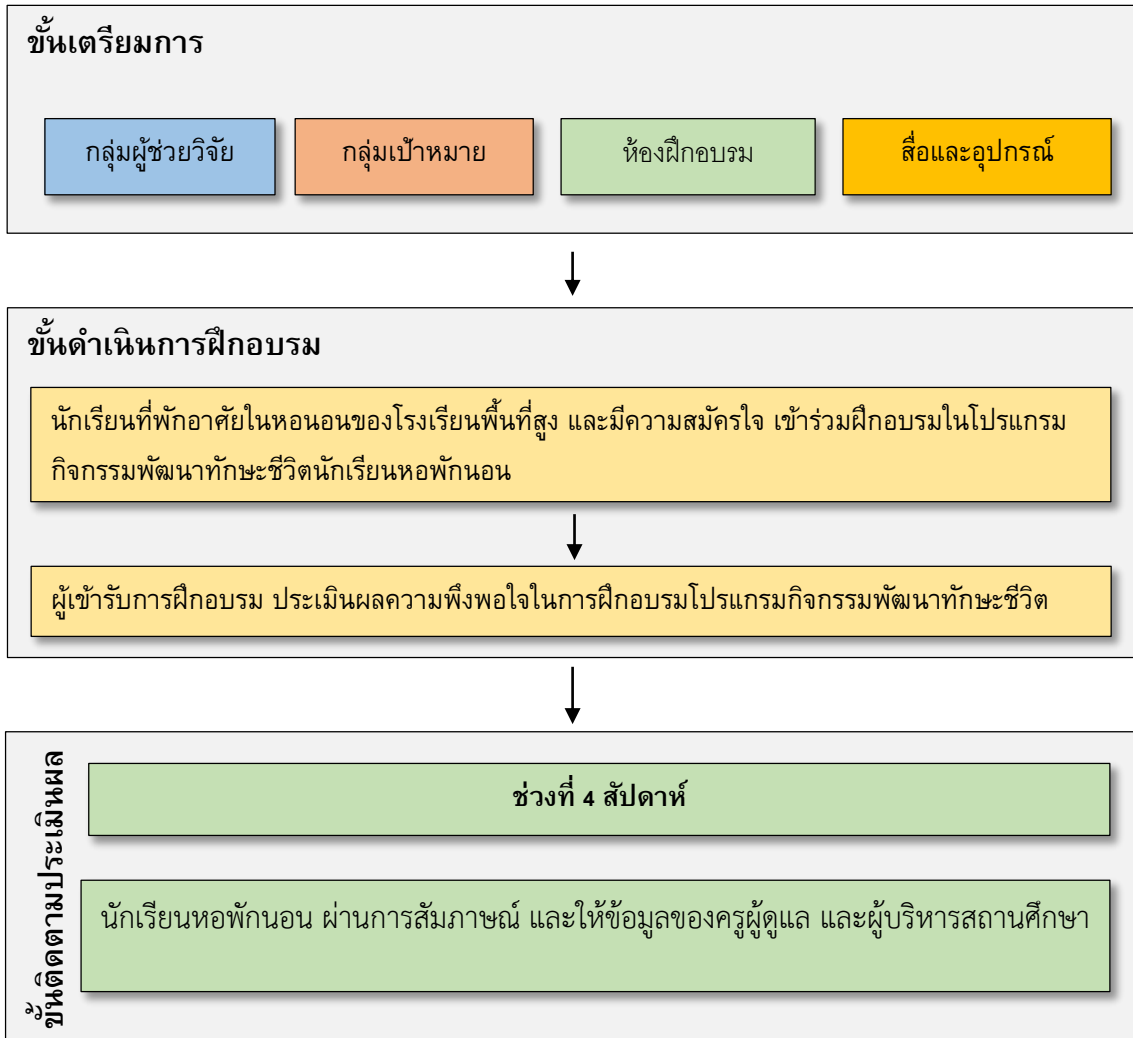 ขั้นเตรียมการ
กลุ่มผู้ช่วยวิจัย
กลุ่มเป้าหมาย
ห้องฝึกอบรม
สื่อและอุปกรณ์
ขั้นดำเนินการฝึกอบรม
นักเรียนที่พักอาศัยในหอนอนของโรงเรียนพื้นที่สูง และมีความสมัครใจ เข้าร่วมฝึกอบรมในโปรแกรม
กิจกรรมพัฒนาทักษะชีวิตนักเรียนหอพักนอน
ผู้เข้ารับการฝึกอบรม ประเมินผลความพึงพอใจในการฝึกอบรมโปรแกรมกิจกรรมพัฒนาทักษะชีวิต
ขั้นติดตามประเมินผล
ช่วงที่ 4 สัปดาห์
นักเรียนหอพักนอน ผ่านการสัมภาษณ์ และให้ข้อมูลของครูผู้ดูแล และผู้บริหารสถานศึกษา